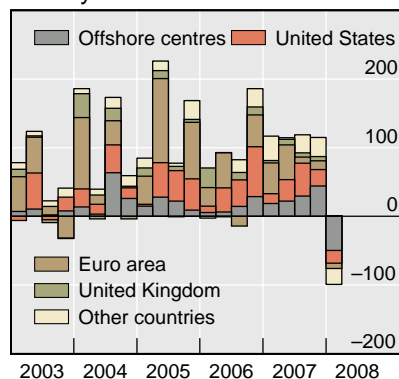 Offshore centres United States
200
100
0
Euro area
–100
United Kingdom
Other countries
–200
2003 2004 2005 2006 2007 2008